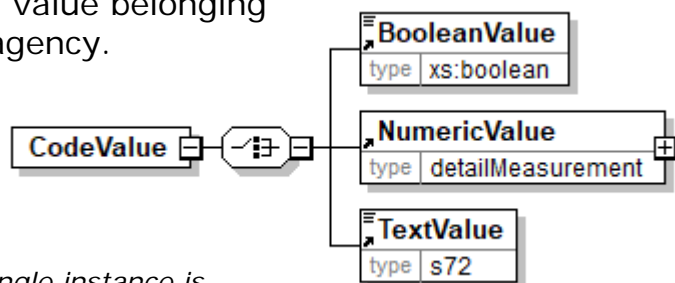 value belonging
agency.
BooleanValue
type xs:boolean
CodeValue
NumericValue
type detailMeasurement
TextValue
type s72
ngle instance is